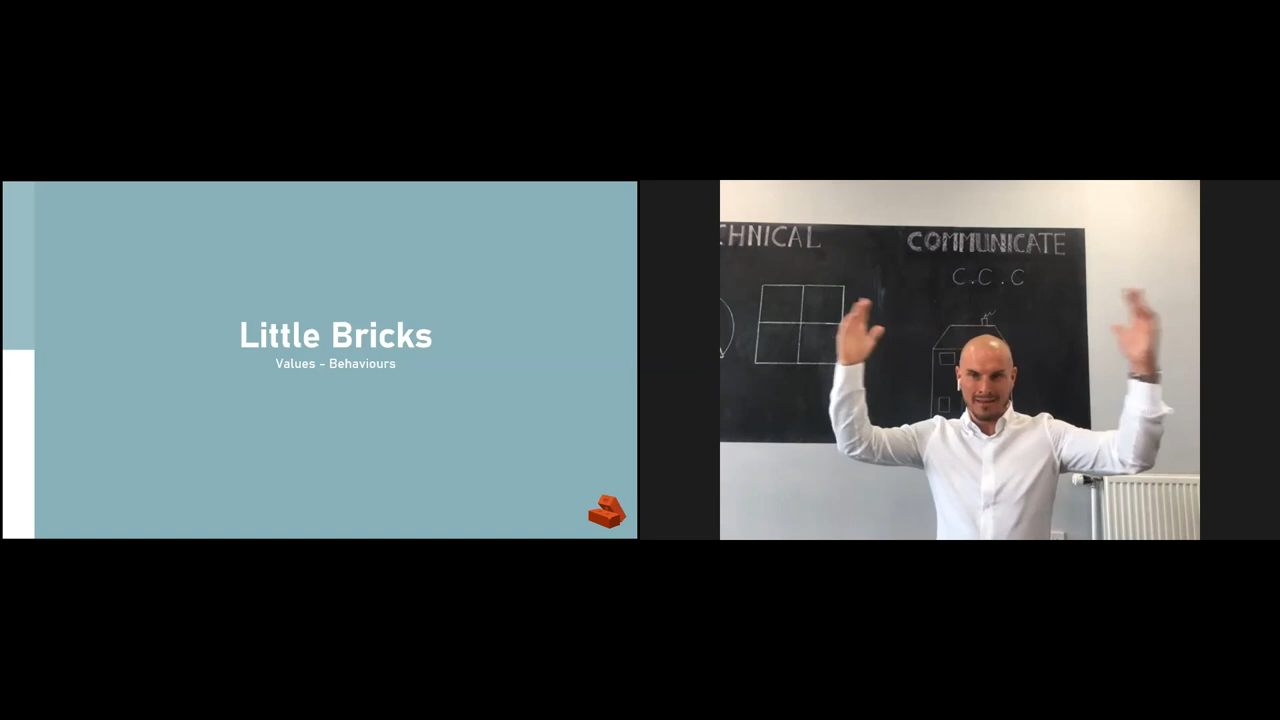 Little Bricks
Values - Behaviours
CHNICAL
COMMUNICATE
C.C.C